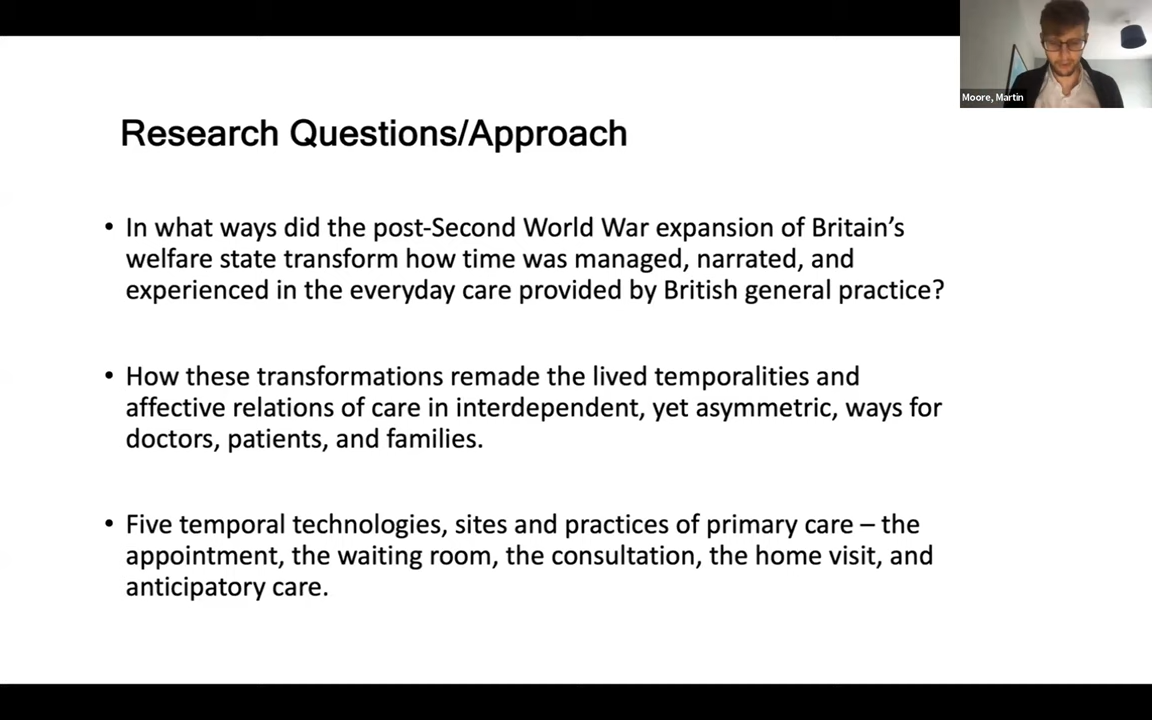 Moore, Martin
Research Questions/Approach
• In what ways did the post-Second World War expansion of Britain’s
welfare state transform how time was managed, narrated, and
experienced in the everyday care provided by British general practice?
• How these transformations remade the lived temporalities and
affective relations of care in interdependent, yet asymmetric, ways for
doctors, patients, and families.
• Five temporal technologies, sites and practices of primary care – the
appointment, the waiting room, the consultation, the home visit, and
anticipatory care.